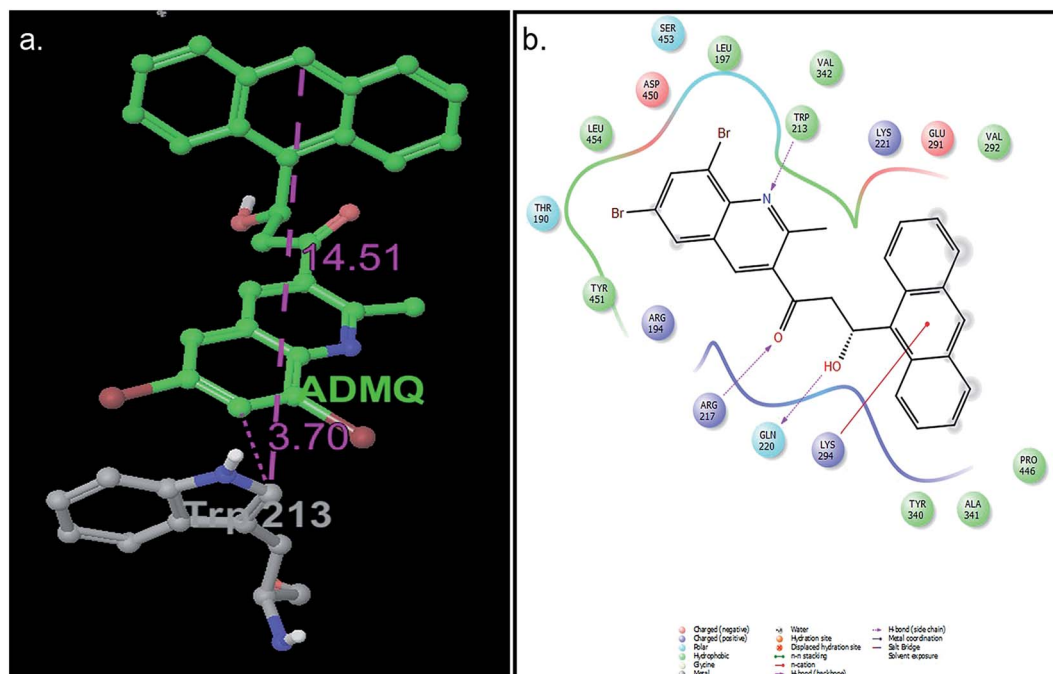 a.
14.51
ADMQ
3.70
Trp 213
b.
SER
453
LEU
197
VAL
342
ASP
450
TRP
213
LEU
454
LYS
221
GLU
291
VAL
292
Br
Br
N
THR
190
TYR
451
ARG
194
O
HO
ARG
217
GLN
220
LYS
294
PRO
446
TYR
340
ALA
341
Charged (negative)
Charged (positive)
Polar
Hydrophobic
Glycine
Metal
Water
Hydration site
Displaced hydration site
π-π stacking
π-cation
H-bond (backbone)
H-bond (side chain)
Metal coordination
Salt Bridge
Solvent exposure